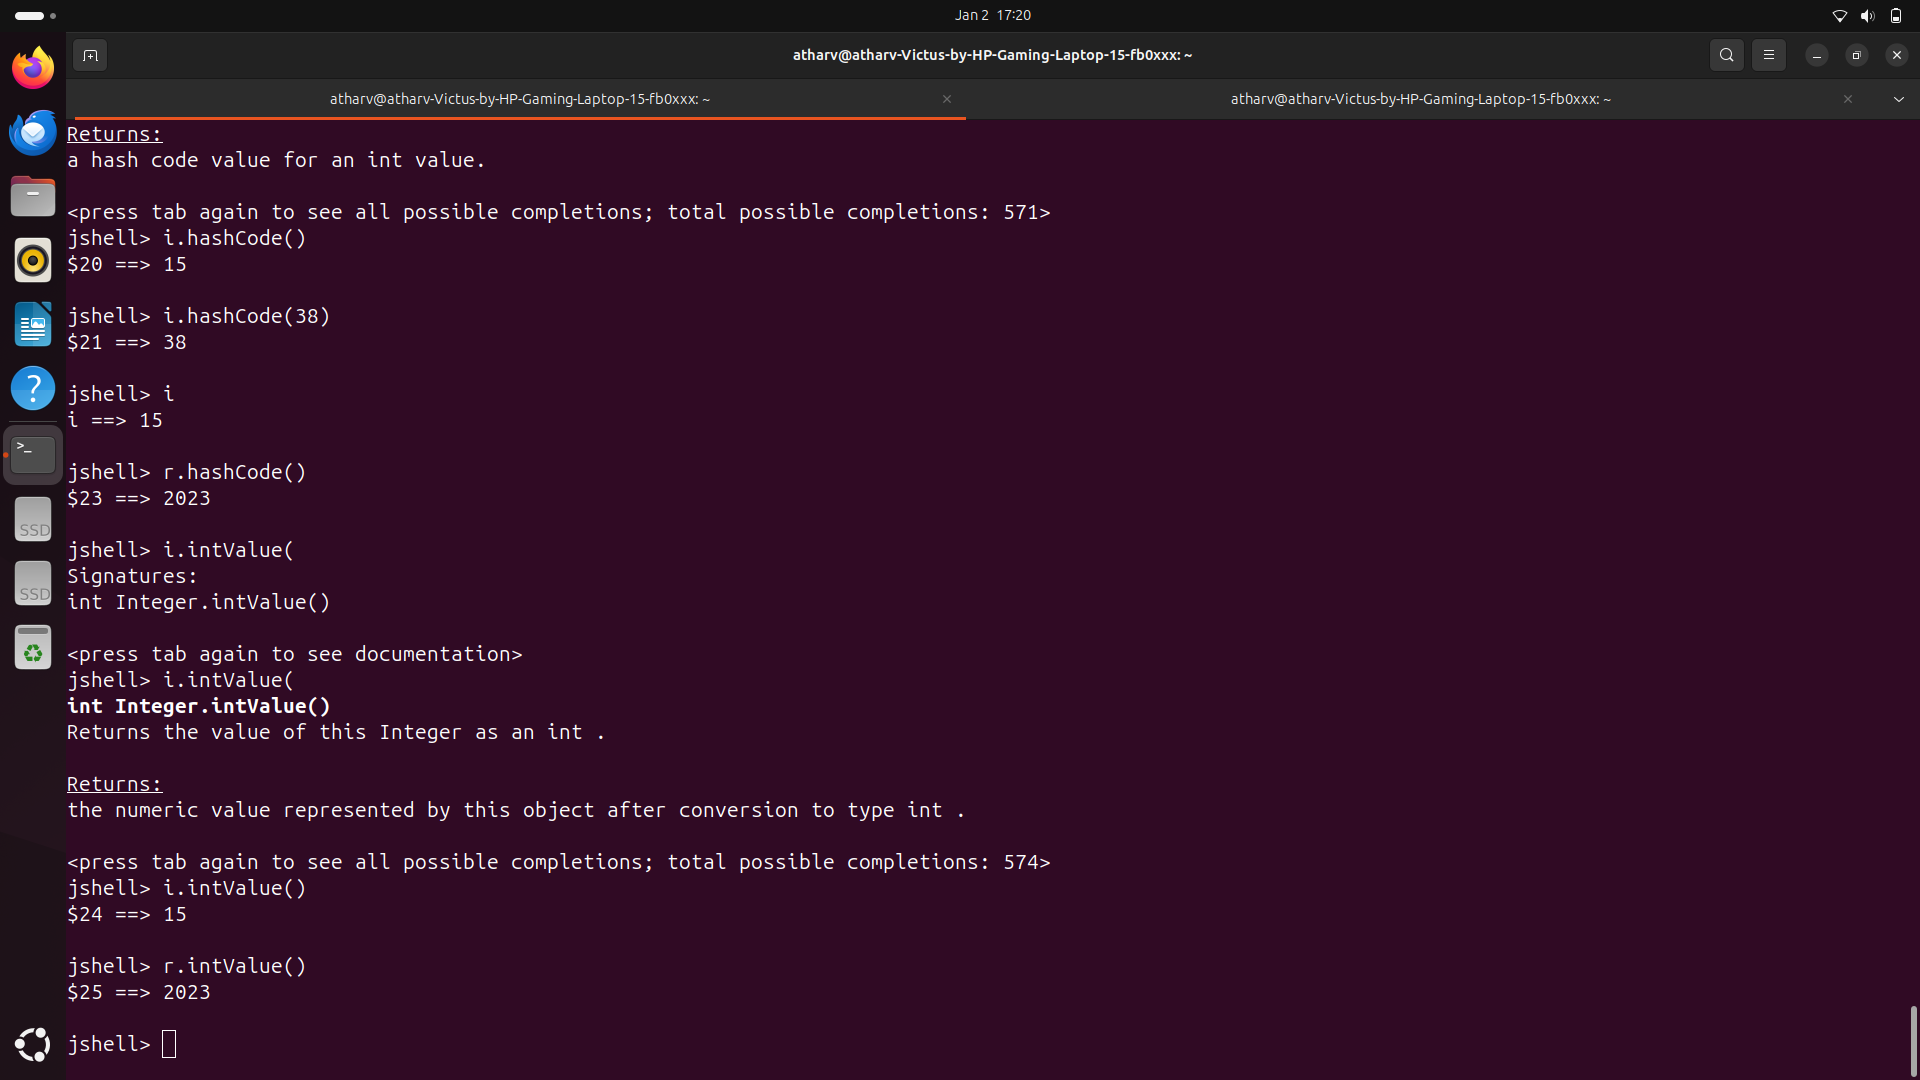 Jan 2 17:20
atharv@atharv-Victus-by-HP-Gaming-Laptop-15-fb0xxx: ~
atharv@atharv-Victus-by-HP-Gaming-Laptop-15-fb0xxx: ~
atharv@atharv-Victus-by-HP-Gaming-Laptop-15-fb0xxx: ~
Returns:
a hash code value for an int value.
<press tab again to see all possible completions; total possible completions: 571>
jshell> i.hashCode()
$20 ==> 15
jshell> i.hashCode(38)
$21 ==> 38
jshell> i
i ==> 15
jshell> r.hashCode()
$23 ==> 2023
jshell> i.intValue(
Signatures:
int Integer.intValue()
<press tab again to see documentation>
jshell> i.intValue(
int Integer.intValue()
Returns the value of this Integer as an int .
Returns:
the numeric value represented by this object after conversion to type int .
<press tab again to see all possible completions; total possible completions: 574>
jshell> i.intValue()
$24 ==> 15
jshell> r.intValue()
$25 ==> 2023
jshell>
?
>_
SSD
SSD